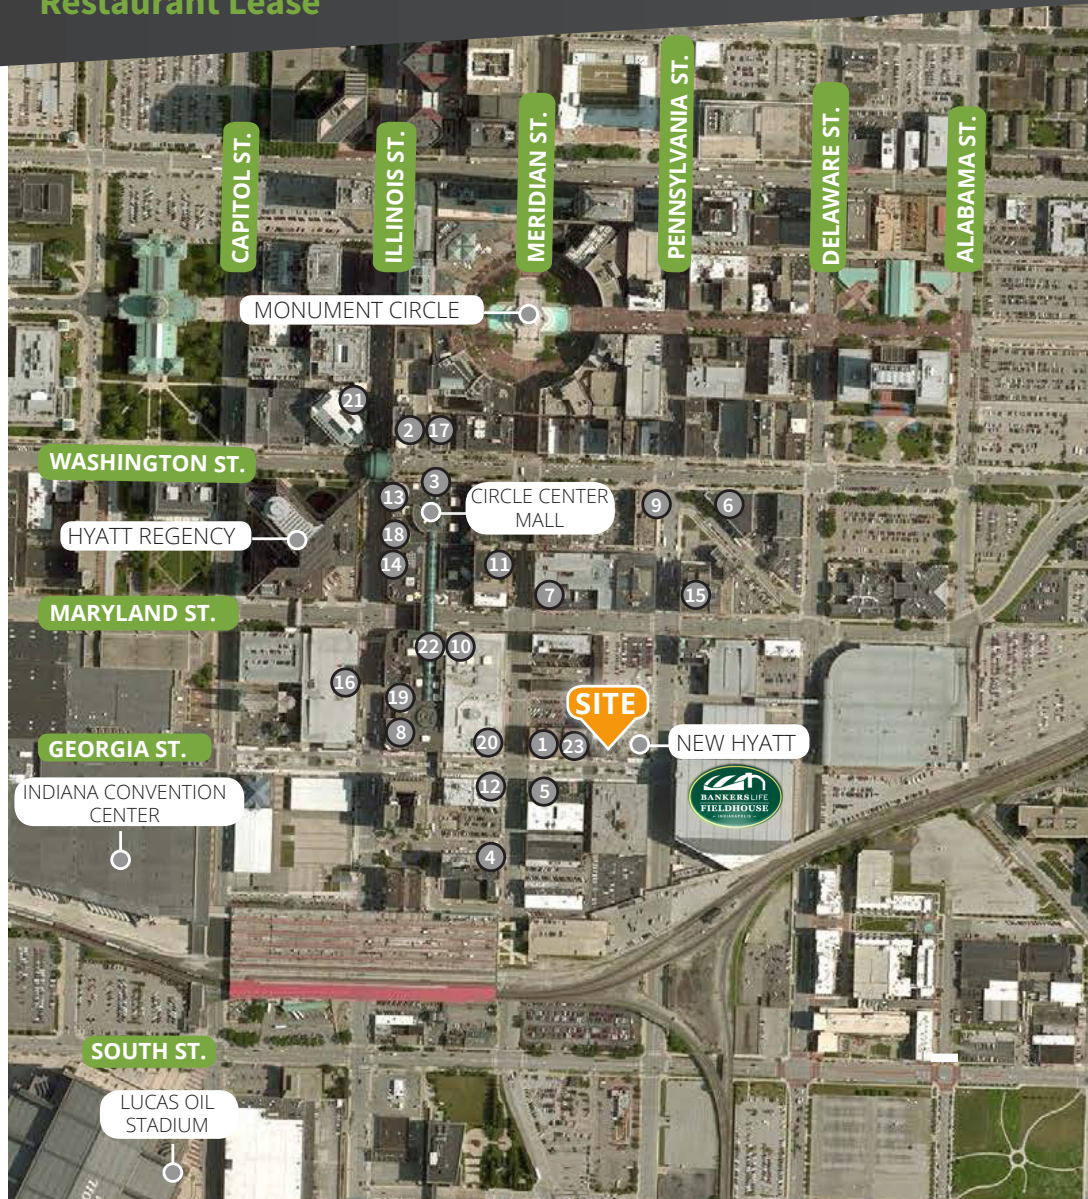 Restaurant Lease
CAPITOL ST.
ILLINOIS ST.
MERIDIAN ST.
PENNSYLVANIA ST.
DELAWARE ST.
ALABAMA ST.
MONUMENT CIRCLE
21
2
17
WASHINGTON ST.
3
13
CIRCLE CENTER
MALL
9
6
HYATT REGENCY
18
14
11
7
15
MARYLAND ST.
22
10
16
19
SITE
8
20
1
23
NEW HYATT
GEORGIA ST.
INDIANA CONVENTION
CENTER
12
5
BANKERS LIFE
FIELDHOUSE
INDIANAPOLIS
4
SOUTH ST.
LUCAS OIL
STADIUM